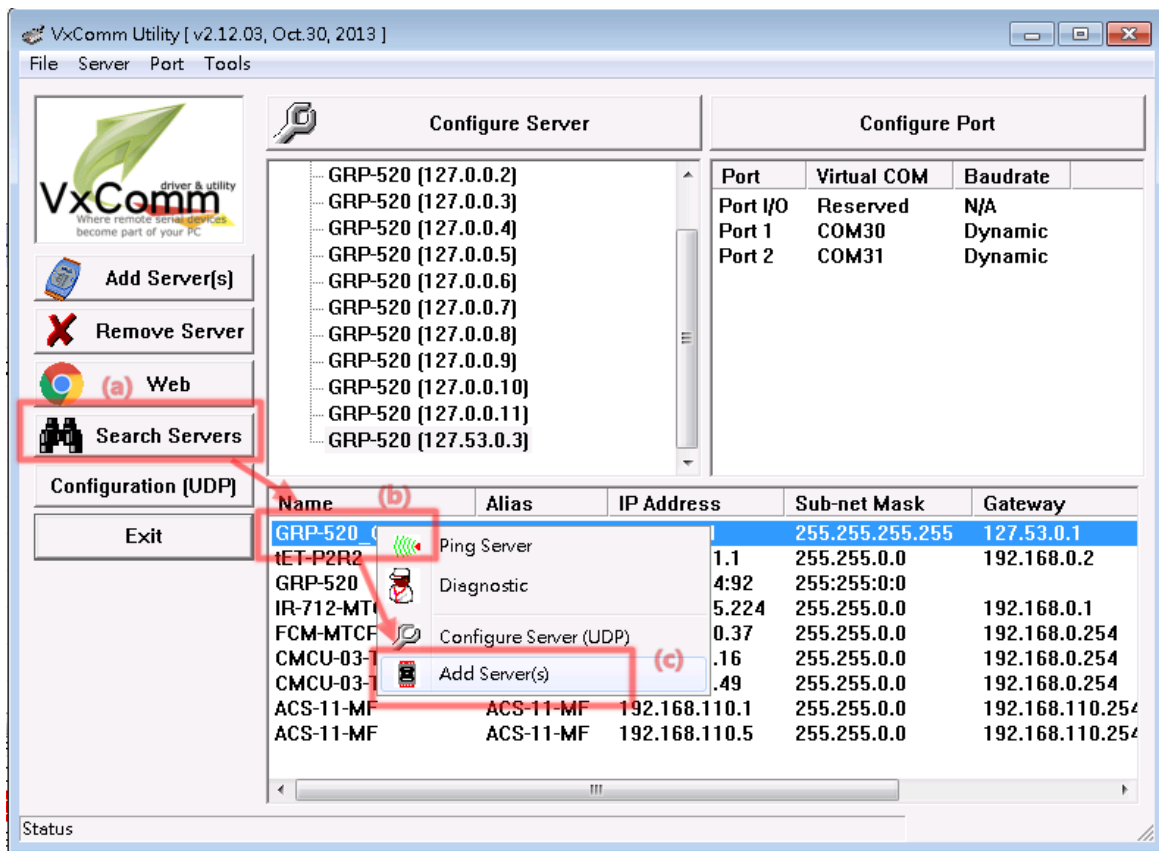 VxComm Utility [ v2.12.03, Oct.30, 2013 ]
File Server Port Tools
VxComm
driver & utility
Where remote serial devices
become part of your PC
Add Server(s)
Remove Server
(a) Web
Search Servers
Configuration (UDP)
Exit
Configure Server
GRP-520 (127.0.0.2)
GRP-520 (127.0.0.3)
GRP-520 (127.0.0.4)
GRP-520 (127.0.0.5)
GRP-520 (127.0.0.6)
GRP-520 (127.0.0.7)
GRP-520 (127.0.0.8)
GRP-520 (127.0.0.9)
GRP-520 (127.0.0.10)
GRP-520 (127.0.0.11)
GRP-520 (127.53.0.3)
Configure Port
Port Virtual COM Baudrate
Port I/O Reserved N/A
Port 1 COM30 Dynamic
Port 2 COM31 Dynamic
Name (b) Alias IP Address Sub-net Mask Gateway
GRP-520_ 255.255.255.255 127.53.0.1
tET-P2R2 1.1 255.255.0.0 192.168.0.2
GRP-520 4:92 255:255:0:0
IR-712-MT 5.224 255.255.0.0 192.168.0.1
FCM-MTCF 0.37 255.255.0.0 192.168.0.254
CMCU-03-T .16 255.255.0.0 192.168.0.254
CMCU-03-T .49 255.255.0.0 192.168.0.254
ACS-11-MF ACS-11-MF 192.168.110.1 255.255.0.0 192.168.110.254
ACS-11-MF ACS-11-MF 192.168.110.5 255.255.0.0 192.168.110.254
Ping Server
Diagnostic
Configure Server (UDP)
Add Server(s) (c)
Status